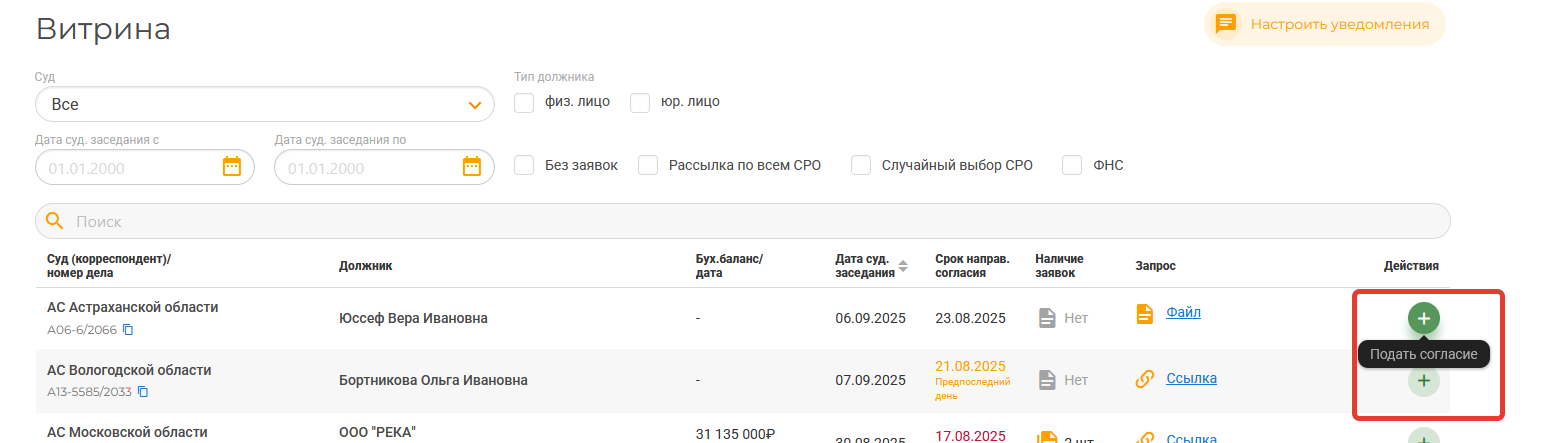 Витрина
Настроить уведомления
Суд
Тип должника
Все
физ. лицо
юр. лицо
Дата суд. заседания с
Дата суд. заседания по
01.01.2000
01.01.2000
Без заявок
Рассылка по всем СРО
Случайный выбор СРО
ФНС
Поиск
Суд (корреспондент)/
номер дела
Должник
Бух.баланс/
дата
Дата суд.
заседания
Срок направ.
согласия
Наличие
заявок
Запрос
Действия
АС Астраханской области
А06-6/2066
Юссеф Вера Ивановна
-
06.09.2025
23.08.2025
Нет
Файл
Подать согласие
АС Вологодской области
А13-5585/2033
Бортникова Ольга Ивановна
-
07.09.2025
21.08.2025
Предпоследний
день
Нет
Ссылка
АС Московской области
ООО "РЕКА"
31 135 000₽
30.08.2025
17.08.2025
2 шт
Ссылка